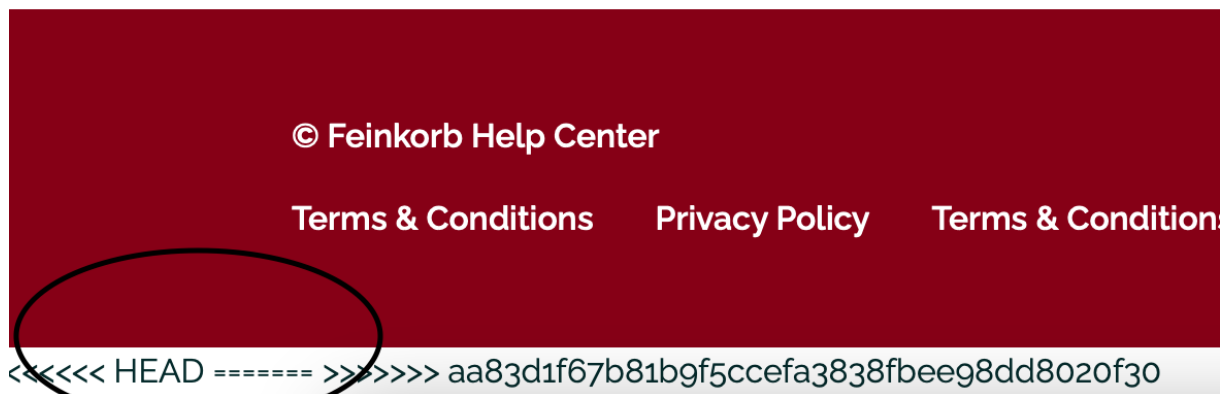 © Feinkorb Help Center
Terms & Conditions Privacy Policy Terms & Conditions
<<<<<< HEAD ======= >>>>>>> aa83d1f67b81b9f5ccefa3838fbee98dd8020f30